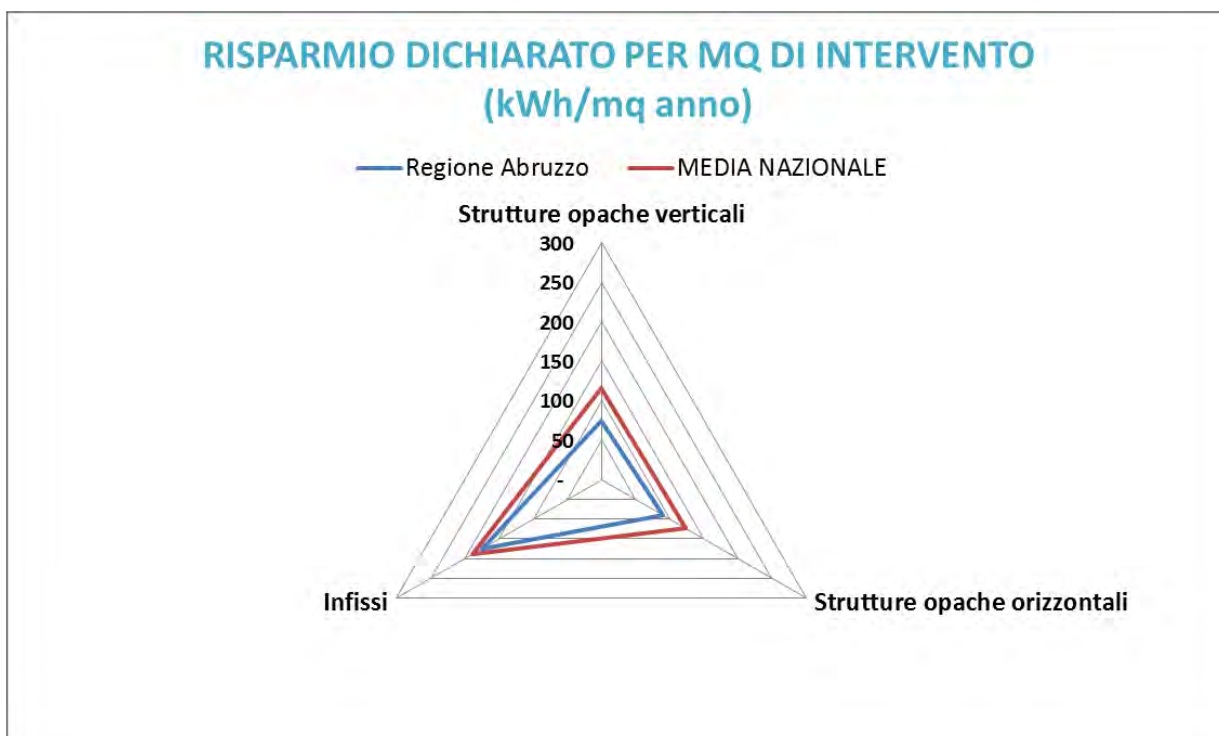 RISPARMIO DICHIARATO PER MQ DI INTERVENTO
(kWh/mq anno)
Regione Abruzzo MEDIA NAZIONALE
Strutture opache verticali
300
250
200
150
100
50
-
Infissi
Strutture opache orizzontali